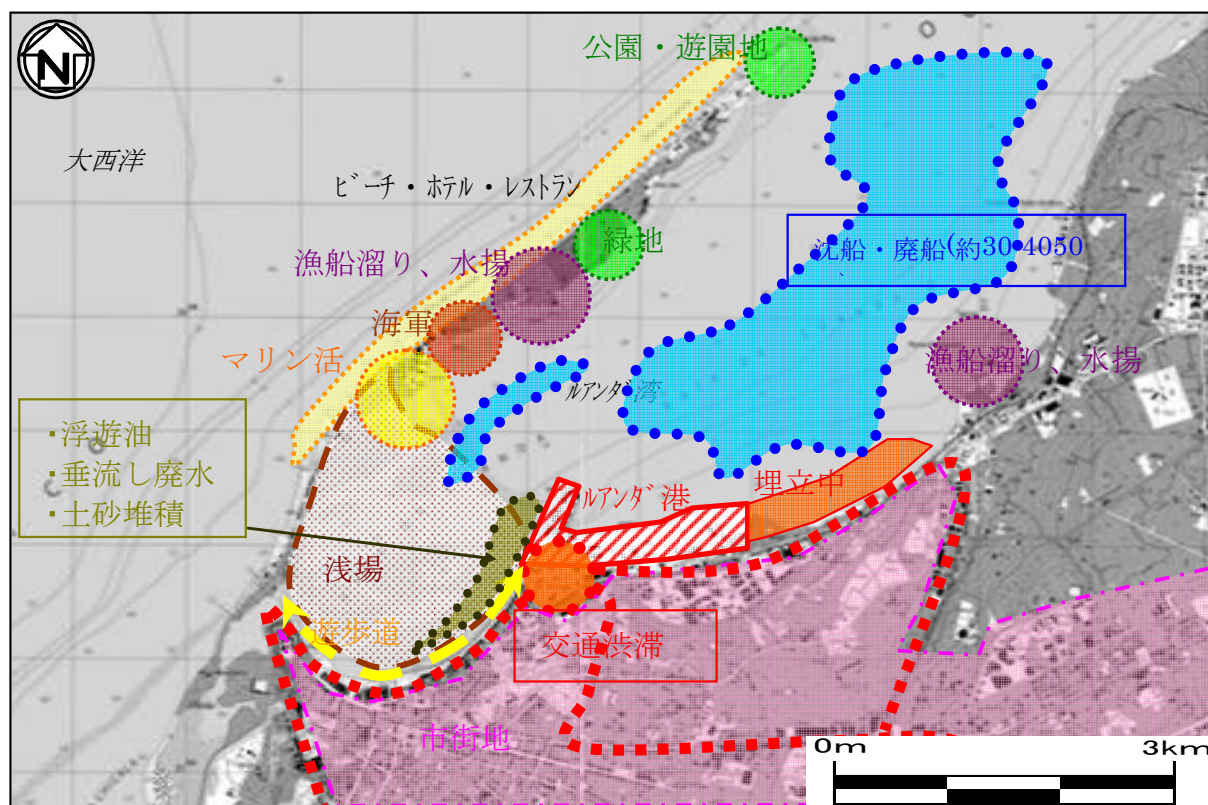 N
公園・遊園地
大西洋
ビーチ・ホテル・レストラン
緑地
沈船・廃船(約30-4050
漁船溜り、水揚
海軍
マリン活
ルアンダ湾
漁船溜り、水揚
・浮遊油
・垂流し廃水
・土砂堆積
ルアンダ港
埋立中
浅場
遊歩道
交通渋滞
市街地
0m
3km